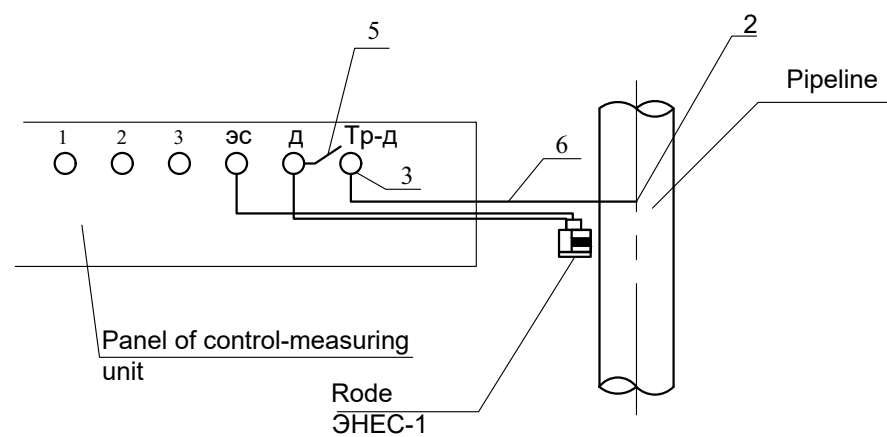 2
5
Pipeline
1 2 3 эс д Тр-д
6
3
Panel of control-measuring
unit
Rode
ЭНЕС-1